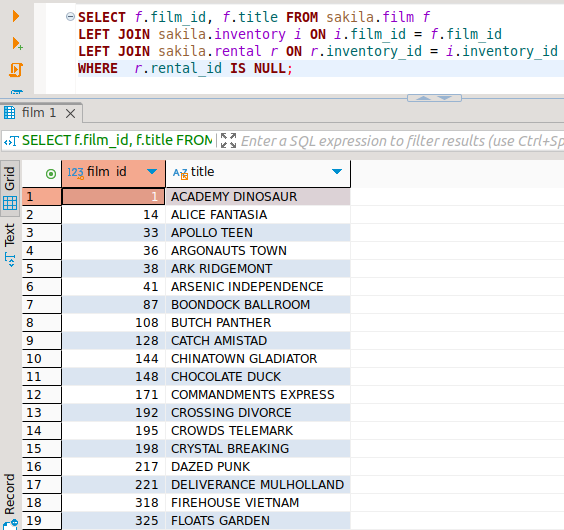 SELECT f.film_id, f.title FROM sakila.film f
LEFT JOIN sakila.inventory i ON i.film_id = f.film_id
LEFT JOIN sakila.rental r ON r.inventory_id = i.inventory_id
WHERE r.rental_id IS NULL;
film 1
SELECT f.film_id, f.title FROM
Enter a SQL expression to filter results (use Ctrl+Sp
Grid
Text
Record
123 film_id AZ title
1 1 ACADEMY DINOSAUR
2 14 ALICE FANTASIA
3 33 APOLLO TEEN
4 36 ARGONAUTS TOWN
5 38 ARK RIDGEMONT
6 41 ARSENIC INDEPENDENCE
7 87 BOONDOCK BALLROOM
8 108 BUTCH PANTHER
9 128 CATCH AMISTAD
10 144 CHINATOWN GLADIATOR
11 148 CHOCOLATE DUCK
12 171 COMMANDMENTS EXPRESS
13 192 CROSSING DIVORCE
14 195 CROWDS TELEMARK
15 198 CRYSTAL BREAKING
16 217 DAZED PUNK
17 221 DELIVERANCE MULHOLLAND
18 318 FIREHOUSE VIETNAM
19 325 FLOATS GARDEN